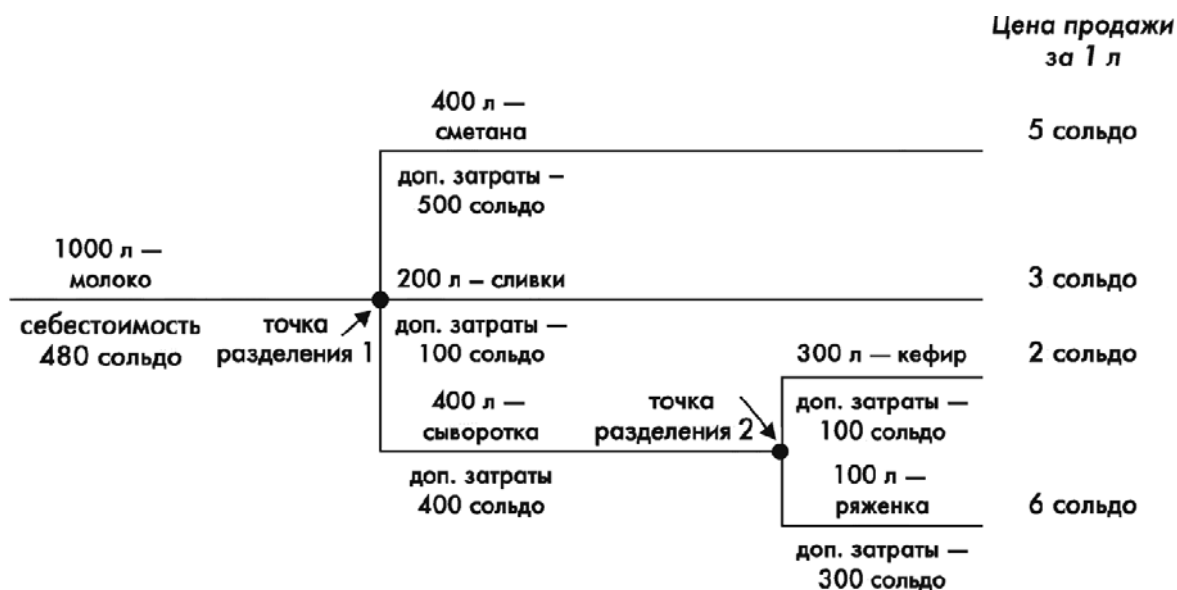 Цена продажи
за 1 л
400 л —
сметана
5 сольдо
доп. затраты —
500 сольдо
1000 л —
молоко
200 л — сливки
3 сольдо
себестоимость
480 сольдо
точка
разделения 1
доп. затраты —
100 сольдо
300 л — кефир
2 сольдо
400 л —
сыворотка
точка
разделения 2
доп. затраты —
100 сольдо
доп. затраты
400 сольдо
100 л —
ряженка
6 сольдо
доп. затраты —
300 сольдо